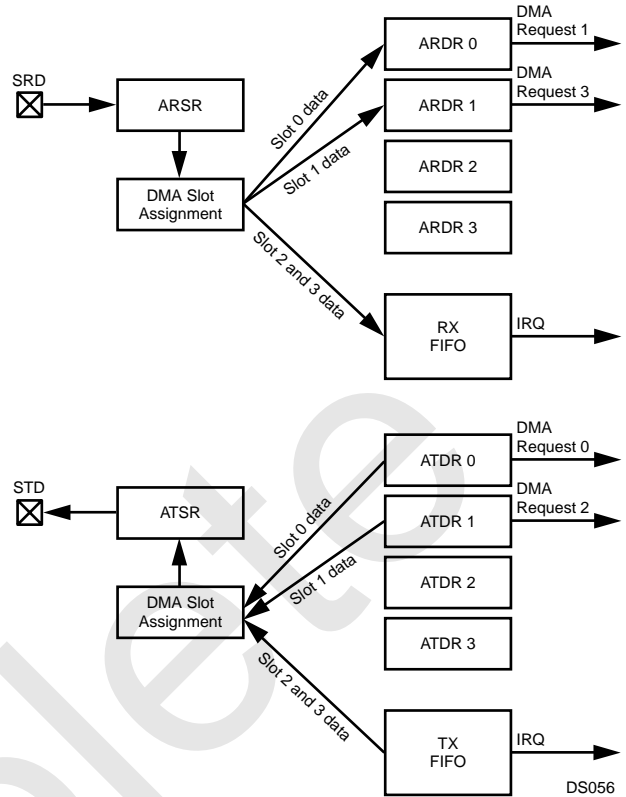 DMA
Request 1
ARDR 0
SRD
DMA
Request 3
ARSR
ARDR 1
Slot 0 data
Slot 1 data
ARDR 2
DMA Slot
Assignment
ARDR 3
Slot 2 and 3 data
RX
FIFO
IRQ
DMA
Request 0
ATDR 0
STD
DMA
Request 2
ATSR
ATDR 1
Slot 0 data
Slot 1 data
ATDR 2
DMA Slot
Assignment
ATDR 3
Slot 2 and 3 data
TX
FIFO
IRQ
DS056
lete